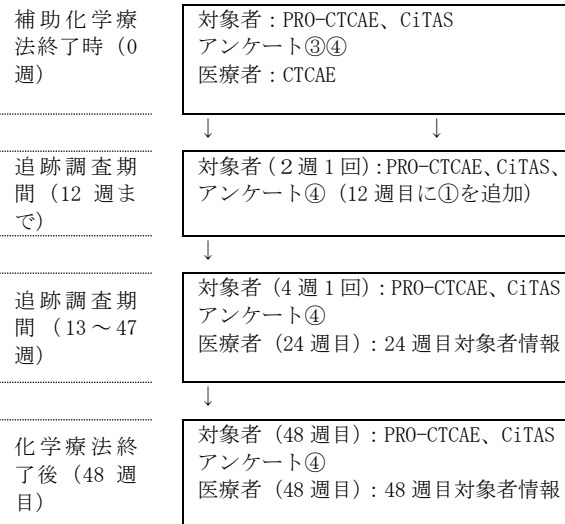 補助化学療
法終了時（0
週）
対象者：PRO-CTCAE、CiTAS
アンケート③④
医療者：CTCAE
↓ ↓
追跡調査期
間（12 週ま
で）
対象者（２週 1 回）：PRO-CTCAE、CiTAS、
アンケート④（12 週目に①を追加）
↓
追跡調査期
間（13～47
週）
対象者（4 週 1 回）：PRO-CTCAE、CiTAS
アンケート④
医療者（24 週目）：24 週目対象者情報
↓
化学療法終
了後（48 週
目）
対象者（48 週目）：PRO-CTCAE、CiTAS
アンケート④
医療者（48 週目）：48 週目対象者情報